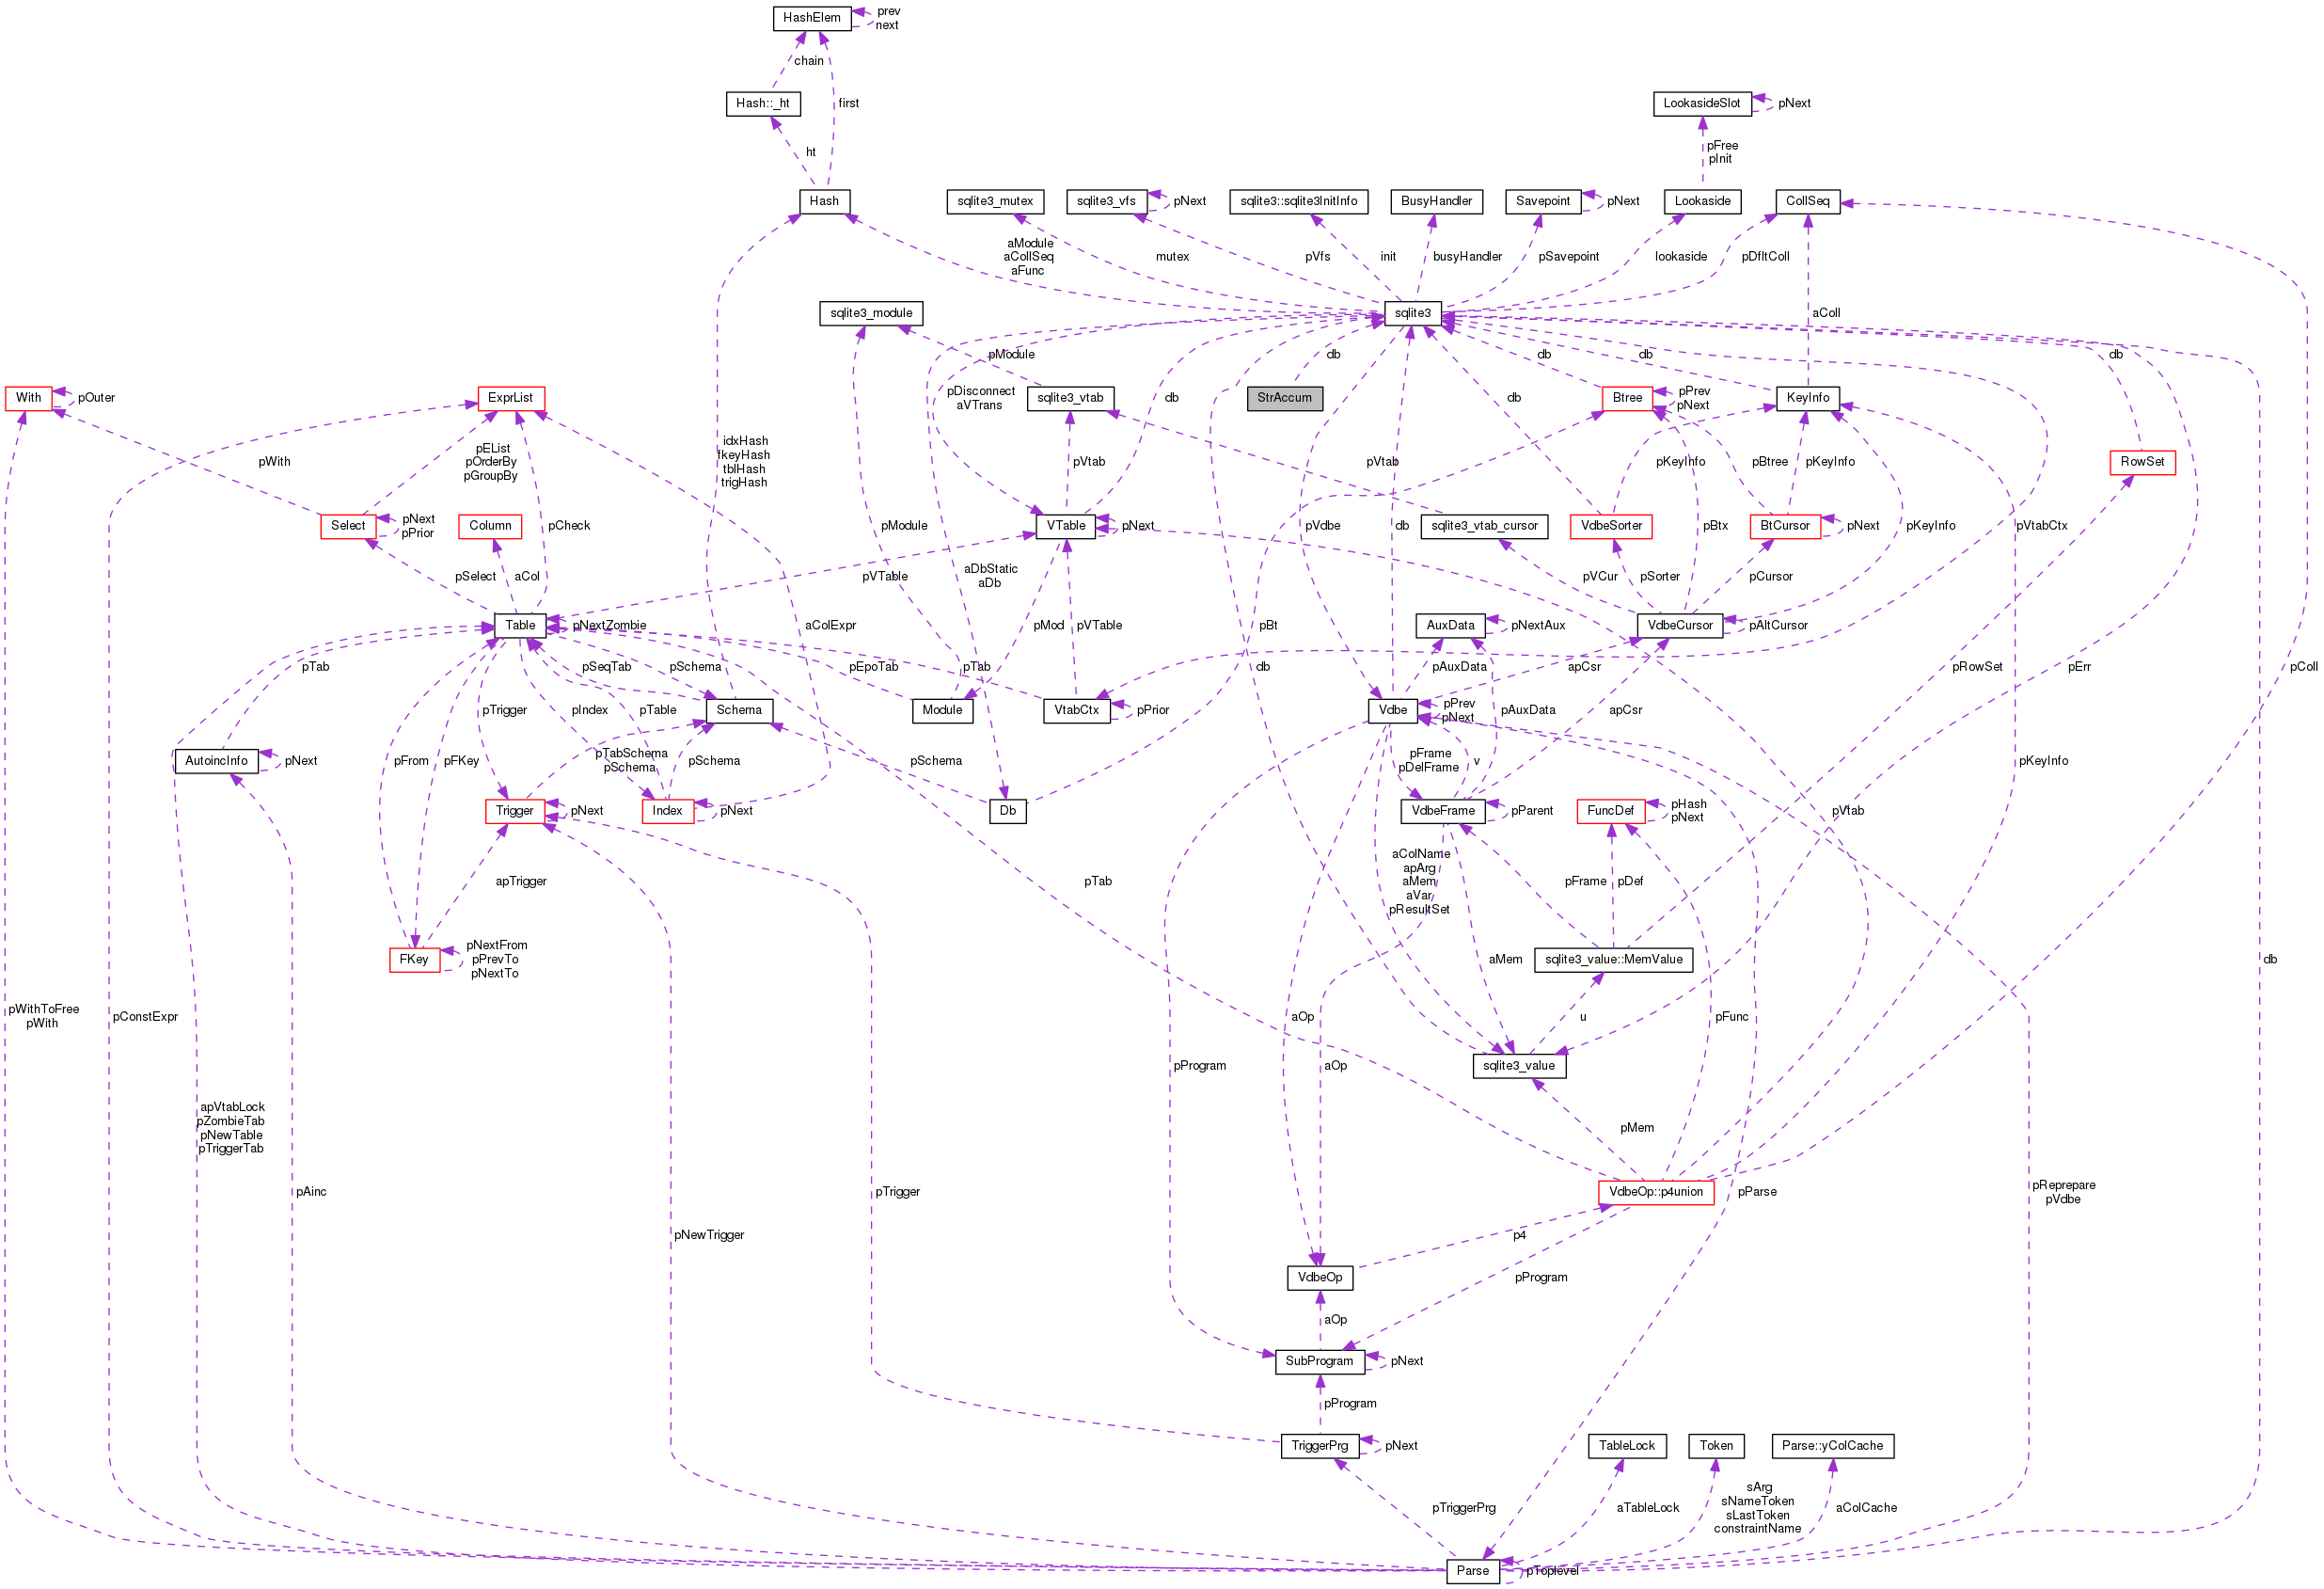 HashElem
prev
next
chain
Hash::_ht
first
LookasideSlot
pNext
ht
pFree
pInit
Hash
sqlite3_mutex
sqlite3_vfs
pNext
sqlite3::sqlite3InitInfo
BusyHandler
Savepoint
pNext
Lookaside
CollSeq
aModule
aCollSeq
aFunc
mutex
pVfs
init
busyHandler
pSavepoint
lookaside
pDfltColl
sqlite3_module
sqlite3
aColl
pModule
db
db
db
db
With
pOuter
ExprList
pDisconnect
aVTrans
sqlite3_vtab
db
StrAccum
db
Btree
pPrev
pNext
KeyInfo
idxHash
fkeyHash
tblHash
trigHash
pWith
pEList
pOrderBy
pGroupBy
pVtab
pVtab
pKeyInfo
pBtree
pKeyInfo
RowSet
Select
pNext
pPrior
Column
pCheck
pModule
VTable
pNext
pVdbe
db
sqlite3_vtab_cursor
VdbeSorter
pBtx
BtCursor
pNext
pKeyInfo
pVtabCtx
pSelect
aCol
pVTable
aDbStatic
aDb
pVCur
pSorter
pCursor
Table
pNextZombie
aColExpr
pMod
pVTable
pBt
AuxData
pNextAux
VdbeCursor
pAltCursor
pTab
pSeqTab
pSchema
pEpoTab
pTab
db
pAuxData
apCsr
pRowSet
pErr
pColl
pTrigger
pIndex
pTable
Schema
Module
VtabCtx
pPrior
Vdbe
pPrev
pNext
pAuxData
apCsr
AutoincInfo
pNext
pFrom
pFKey
pTabSchema
pSchema
pSchema
pSchema
pFrame
pDelFrame
v
pKeyInfo
Trigger
pNext
Index
pNext
Db
VdbeFrame
pParent
FuncDef
pHash
pNext
pVtab
apTrigger
pTab
aColName
apArg
aMem
aVar
pResultSet
pFrame
pDef
FKey
pNextFrom
pPrevTo
pNextTo
aMem
sqlite3_value::MemValue
db
pWithToFree
pWith
pConstExpr
aOp
u
pFunc
pProgram
aOp
sqlite3_value
apVtabLock
pZombieTab
pNewTable
pTriggerTab
pMem
pAinc
pTrigger
VdbeOp::p4union
pParse
pReprepare
pVdbe
pNewTrigger
p4
VdbeOp
pProgram
aOp
SubProgram
pNext
pProgram
TriggerPrg
pNext
TableLock
Token
Parse::yColCache
pTriggerPrg
aTableLock
sArg
sNameToken
sLastToken
constraintName
aColCache
Parse
pToplevel